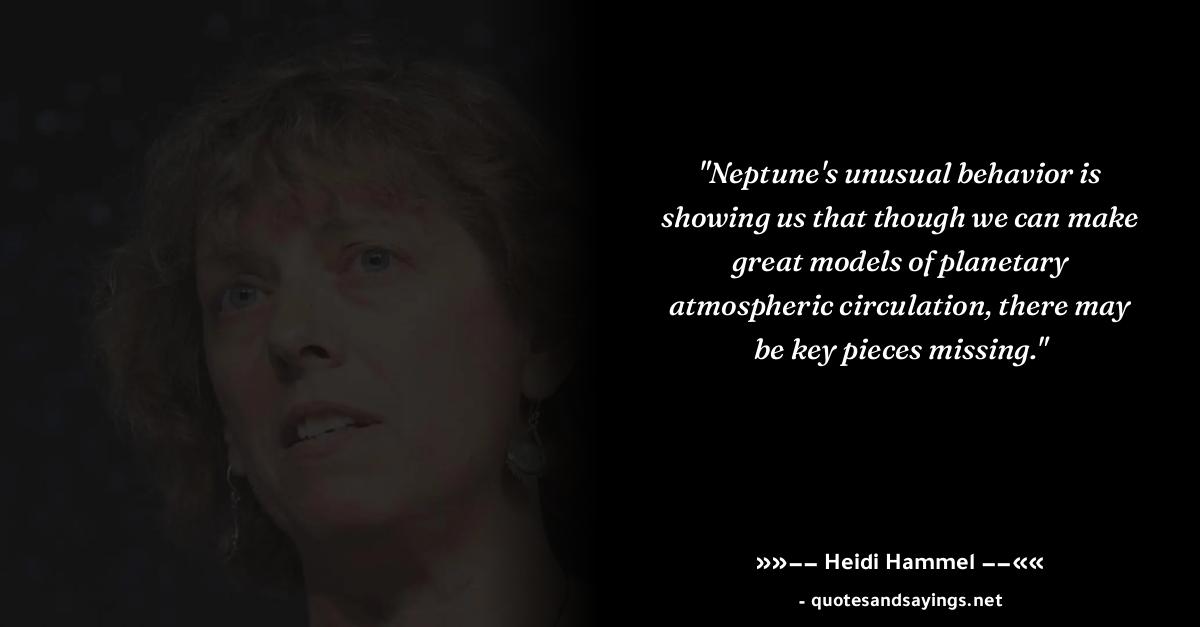 "Neptune's unusual behavior is
showing us that though we can make
great models of planetary
atmospheric circulation, there may
be key pieces missing."
»»–– Heidi Hammel ––««
- quotesandsayings.net